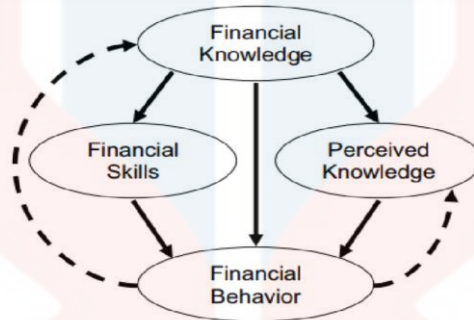 Financial
Knowledge
Financial
Skills
Perceived
Knowledge
Financial
Behavior